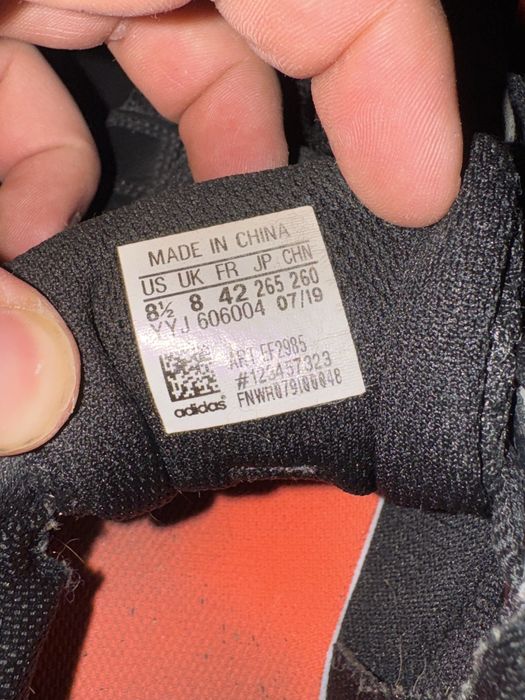 MADE IN CHINA
US UK FR JP CHN
8½ 8 42 265 260
YYJ 606004 07/19
ART EF2985
#123457323
FNWR079I00048
adidas